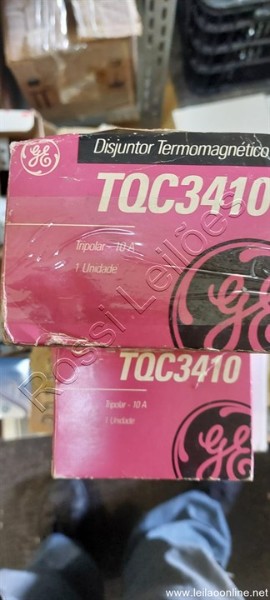 GE
Disjuntor Termomagnético
TQC3410
Tripolar - 10 A
1 Unidade
GE
Rossi Leilões
TQC3410
Tripolar - 10 A
1 Unidade
GE
www.leilaoonline.net